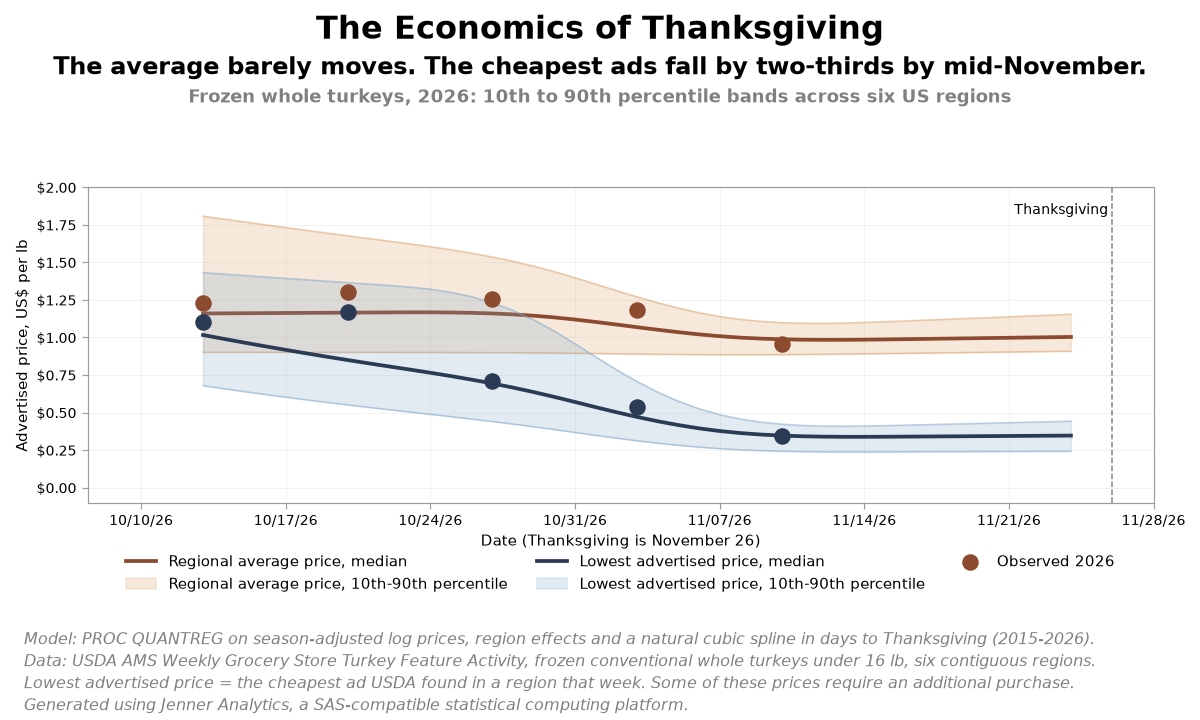 The Economics of Thanksgiving
The average barely moves. The cheapest ads fall by two-thirds by mid-November.
Frozen whole turkeys, 2026: 10th to 90th percentile bands across six US regions
$2.00
$1.75
$1.50
$1.25
$1.00
$0.75
$0.50
$0.25
$0.00
Advertised price, US$ per lb
Thanksgiving
10/10/26 10/17/26 10/24/26 10/31/26 11/07/26 11/14/26 11/21/26 11/28/26
Date (Thanksgiving is November 26)
Regional average price, median Lowest advertised price, median Observed 2026
Regional average price, 10th-90th percentile Lowest advertised price, 10th-90th percentile
Model: PROC QUANTREG on season-adjusted log prices, region effects and a natural cubic spline in days to Thanksgiving (2015-2026).
Data: USDA AMS Weekly Grocery Store Turkey Feature Activity, frozen conventional whole turkeys under 16 lb, six contiguous regions.
Lowest advertised price = the cheapest ad USDA found in a region that week. Some of these prices require an additional purchase.
Generated using Jenner Analytics, a SAS-compatible statistical computing platform.